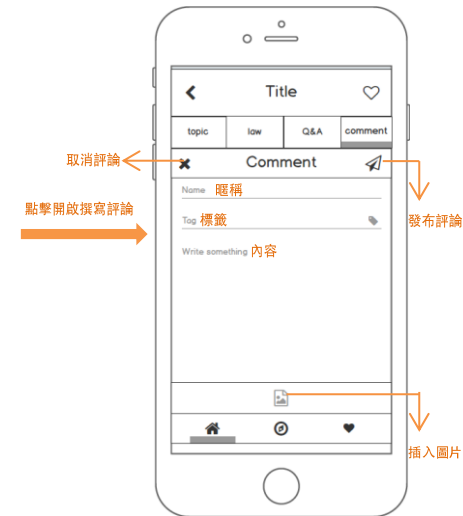 Title
topic
law
Q&A
comment
取消評論
Comment
Name 暱稱
點擊開啟撰寫評論
Tag 標籤
發布評論
Write something 內容
插入圖片